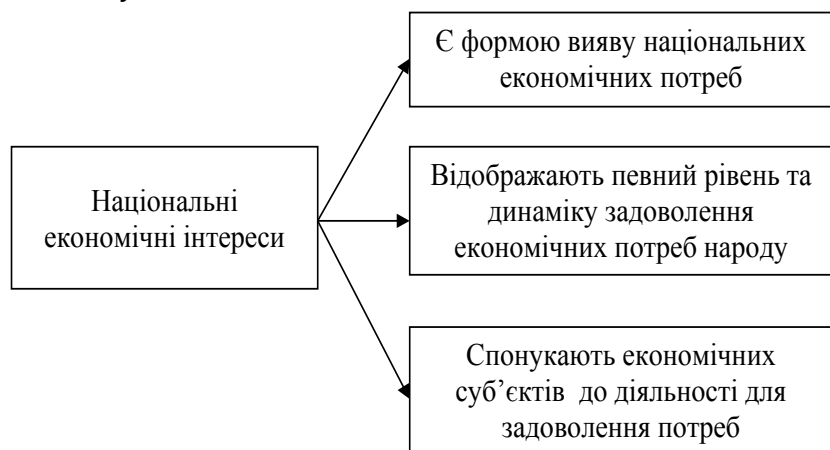 Є формою вияву національних
економічних потреб
Національні
економічні інтереси
Відображають певний рівень та
динаміку задоволення
економічних потреб народу
Спонукають економічних
суб’єктів до діяльності для
задоволення потреб